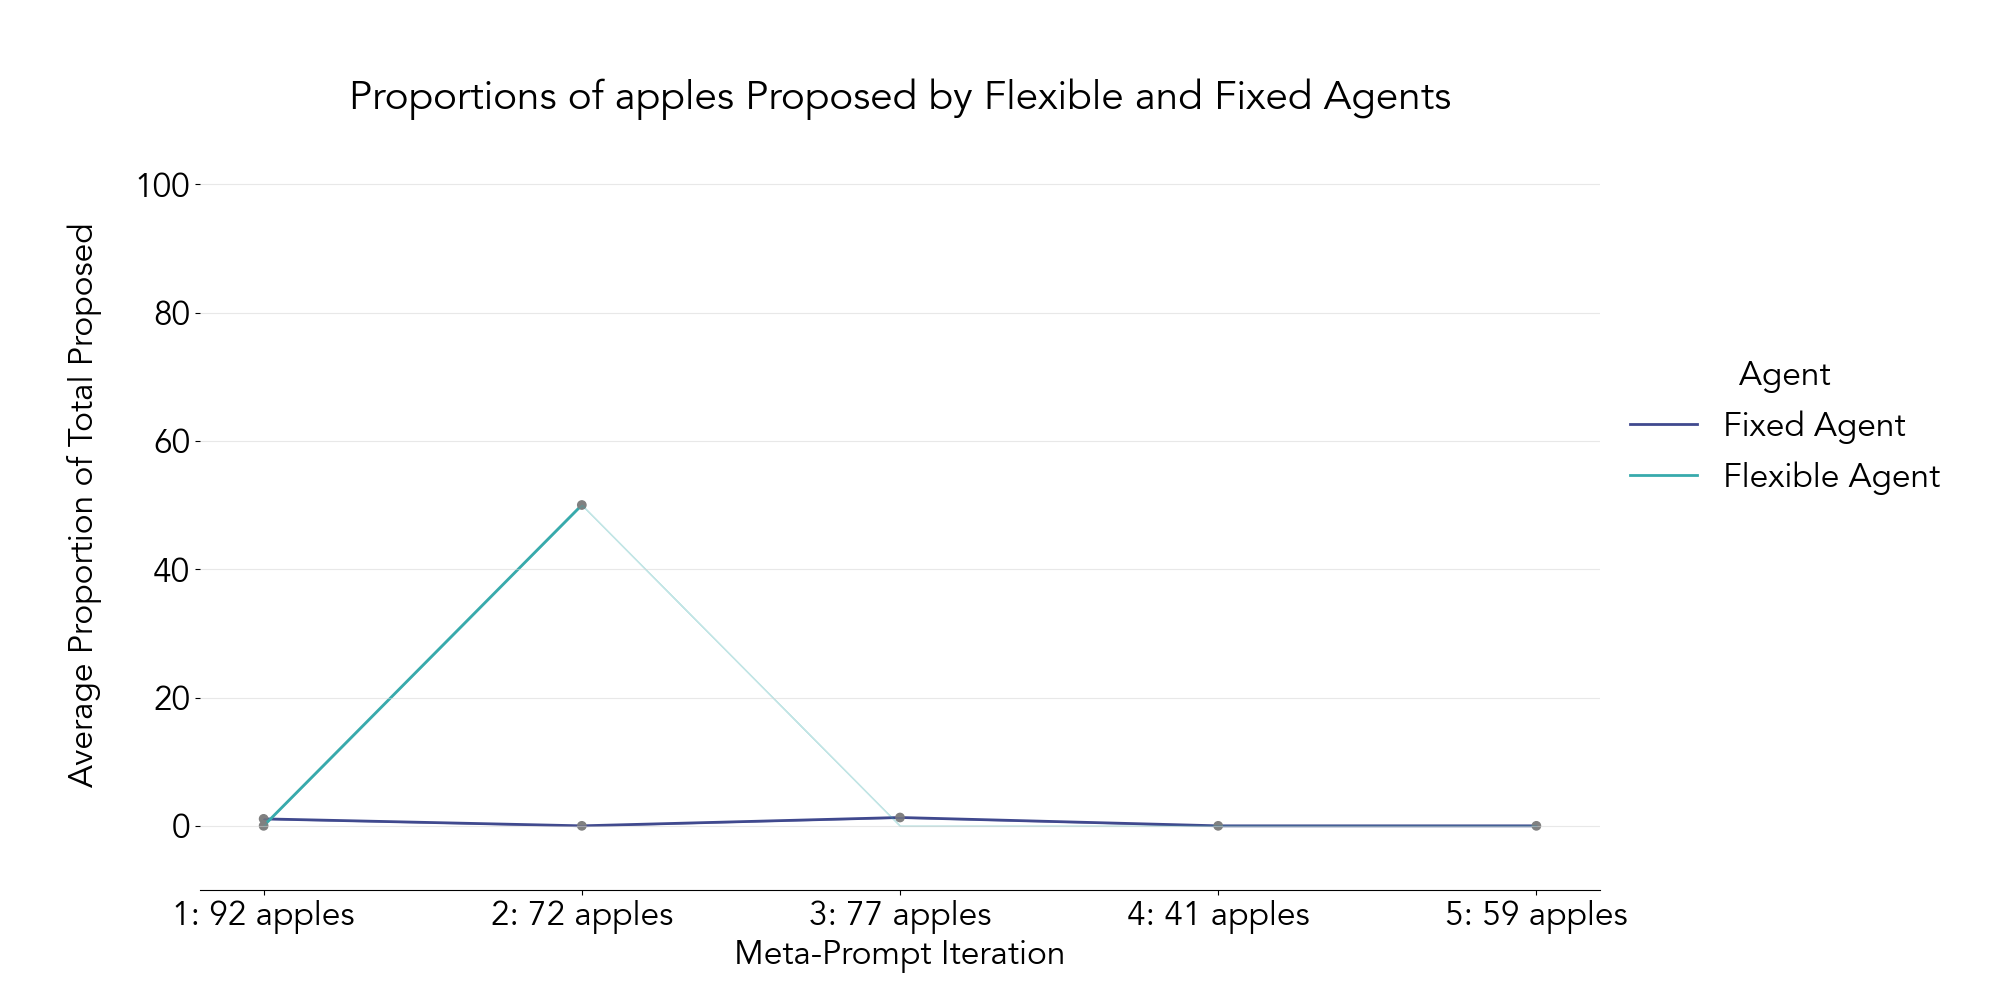 Proportions of apples Proposed by Flexible and Fixed Agents
Average Proportion of Total Proposed
100
80
60
40
20
0
1: 92 apples
2: 72 apples
3: 77 apples
4: 41 apples
5: 59 apples
Meta-Prompt Iteration
Agent
Fixed Agent
Flexible Agent